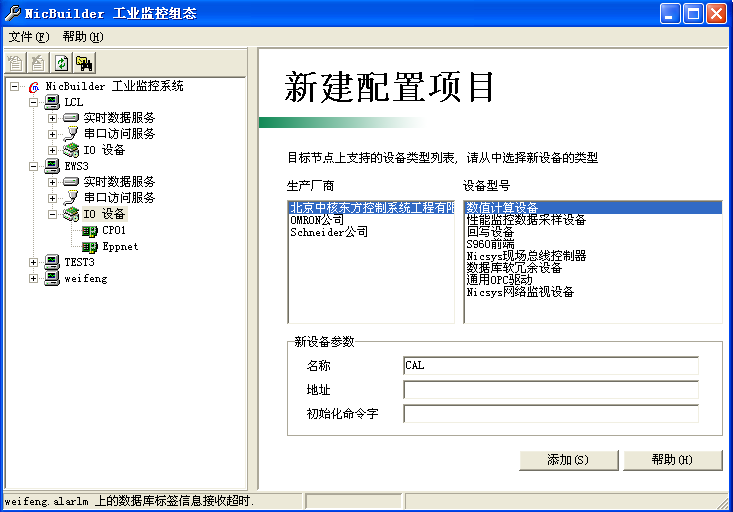 NicBuilder 工业监控组态
文件(F) 帮助(H)
NicBuilder 工业监控系统
LCL
实时数据服务
串口访问服务
IO 设备
EWS3
实时数据服务
串口访问服务
IO 设备
CP01
Eppnet
TEST3
weifeng
新建配置项目
目标节点上支持的设备类型列表, 请从中选择新设备的类型
生产厂商
北京中核东方控制系统工程有限
OMRON公司
Schneider公司
设备型号
数值计算设备
性能监控数据采样设备
回写设备
S960前端
Nicsys现场总线控制器
数据库软冗余设备
通用OPC驱动
Nicsys网络监视设备
新设备参数
名称 CAL
地址
初始化命令字
添加(S) 帮助(H)
weifeng.alarlm 上的数据库标签信息接收超时.